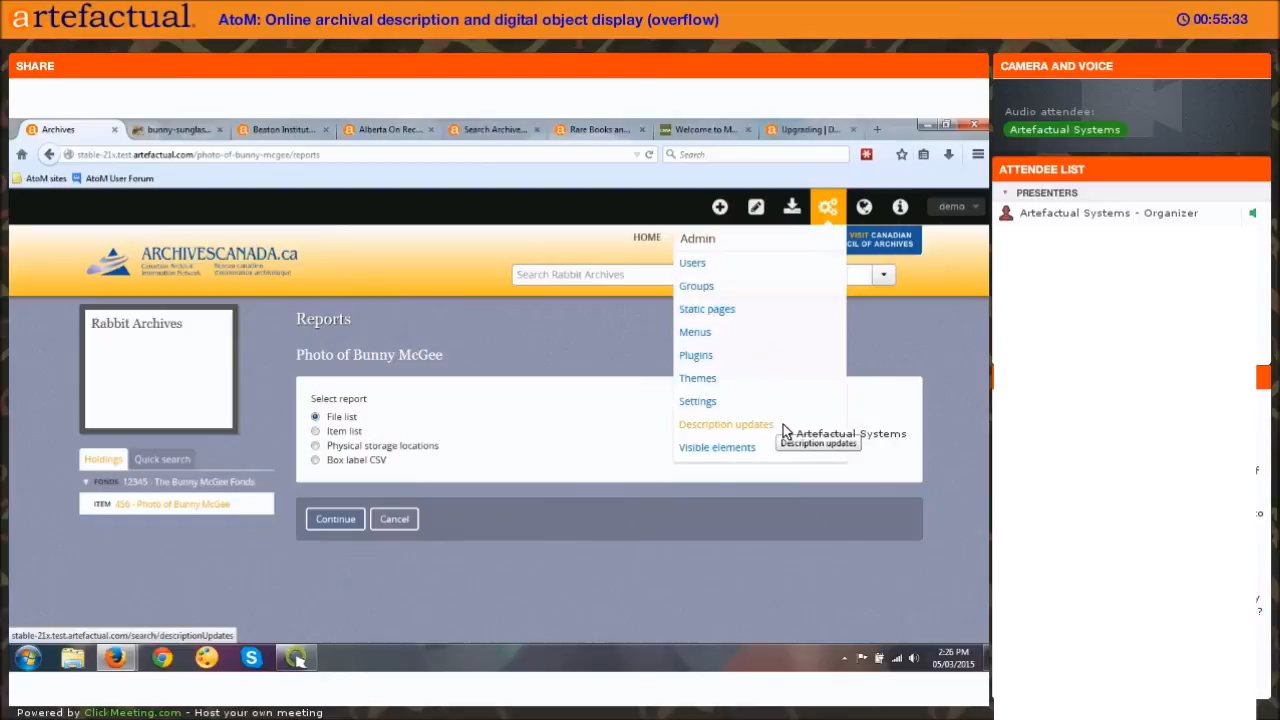 artefactual
AtoM: Online archival description and digital object display (overflow)
00:55:33
SHARE
CAMERA AND VOICE
Audio attendee:
Artefactual Systems
ATTENDEE LIST
PRESENTERS
Artefactual Systems - Organizer
Archives
bunny-sunglas...
Beaton Institut...
Alberta On Rec...
Search Archive...
Rare Books an...
Welcome to M...
Upgrading | D...
stable-21x.test.artefactual.com/photo-of-bunny-mcgee/reports
Search
AtoM sites
AtoM User Forum
demo
ARCHIVESCANADA.ca
HOME
VISIT CANADIAN
CIL OF ARCHIVES
Search Rabbit Archives
Admin
Users
Groups
Static pages
Menus
Plugins
Themes
Settings
Description updates
Visible elements
Artefactual Systems
Description updates
Rabbit Archives
Holdings
Quick search
FONDS 12345 - The Bunny McGee Fonds
ITEM 456 - Photo of Bunny McGee
Reports
Photo of Bunny McGee
Select report
File list
Item list
Physical storage locations
Box label CSV
Continue
Cancel
stable-21x.test.artefactual.com/search/descriptionUpdates
2:26 PM
05/03/2015
Powered by ClickMeeting.com - Host your own meeting